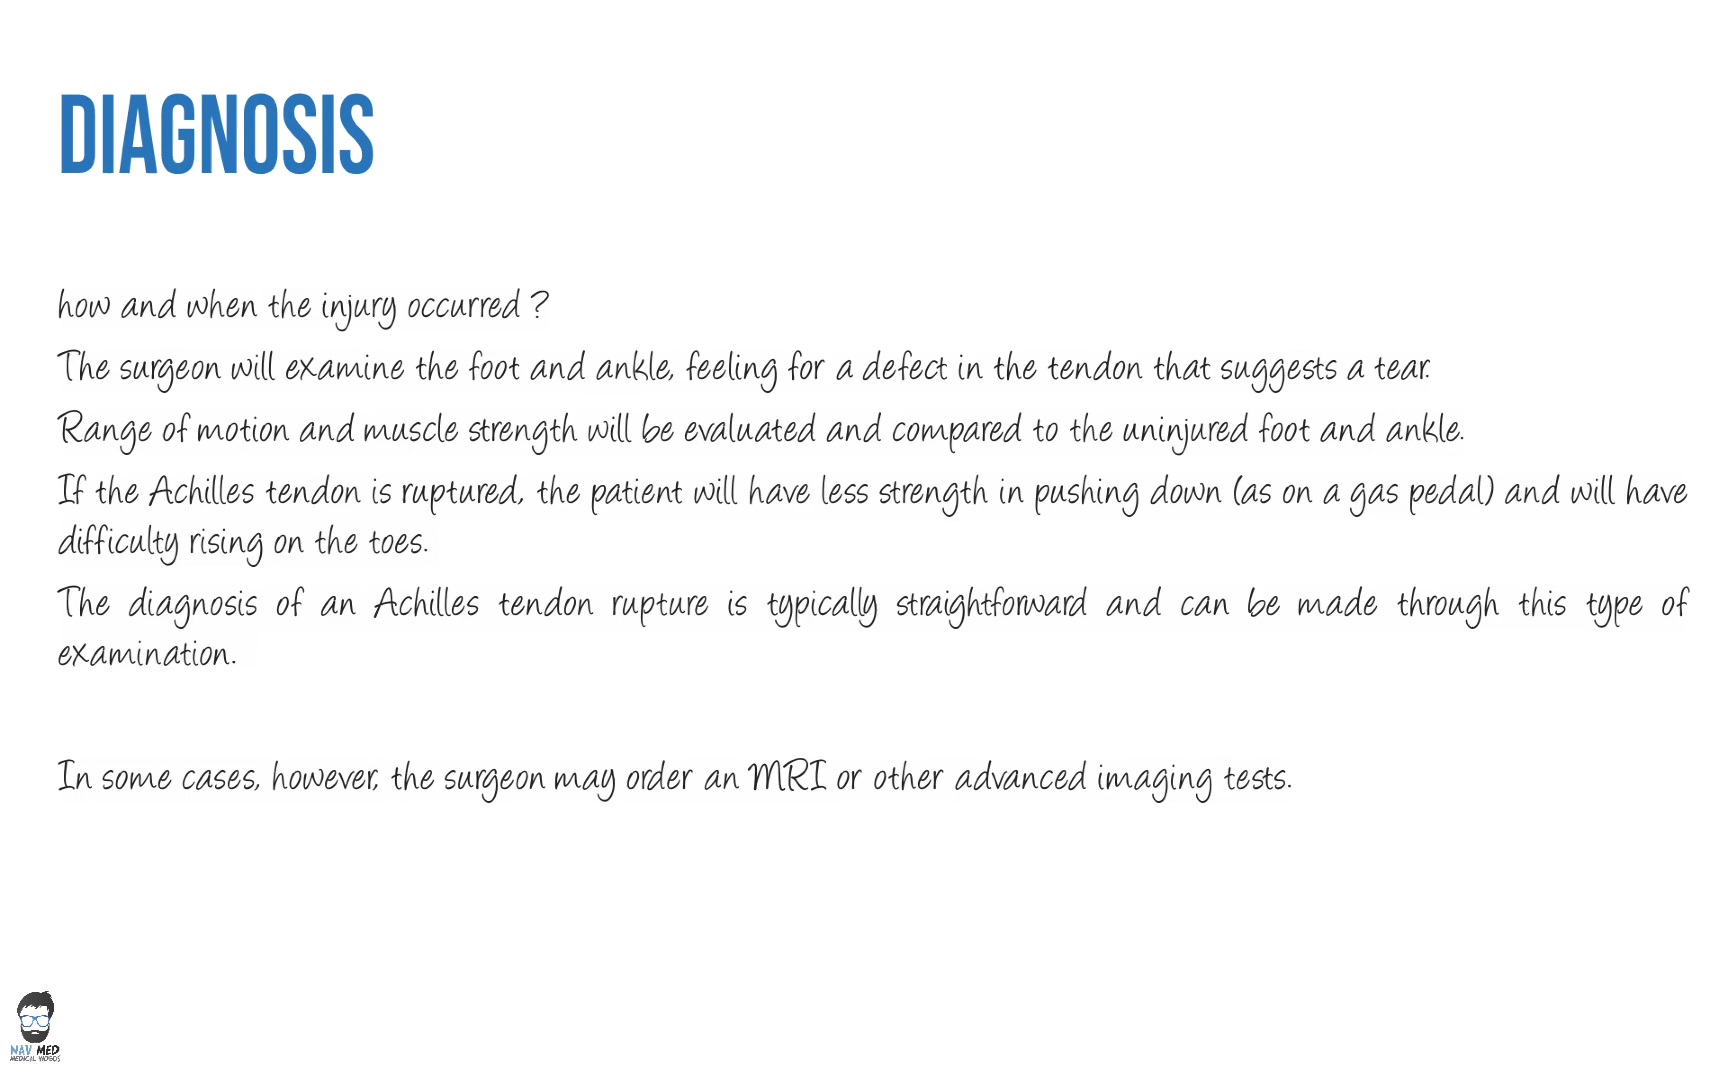 DIAGNOSIS
how and when the injury occurred ?
The surgeon will examine the foot and ankle, feeling for a defect in the tendon that suggests a tear.
Range of motion and muscle strength will be evaluated and compared to the uninjured foot and ankle.
If the Achilles tendon is ruptured, the patient will have less strength in pushing down (as on a gas pedal) and will have
difficulty rising on the toes.
The diagnosis of an Achilles tendon rupture is typically straightforward and can be made through this type of
examination.
In some cases, however, the surgeon may order an MRI or other advanced imaging tests.
NAV MED
MEDICAL VIDEOS